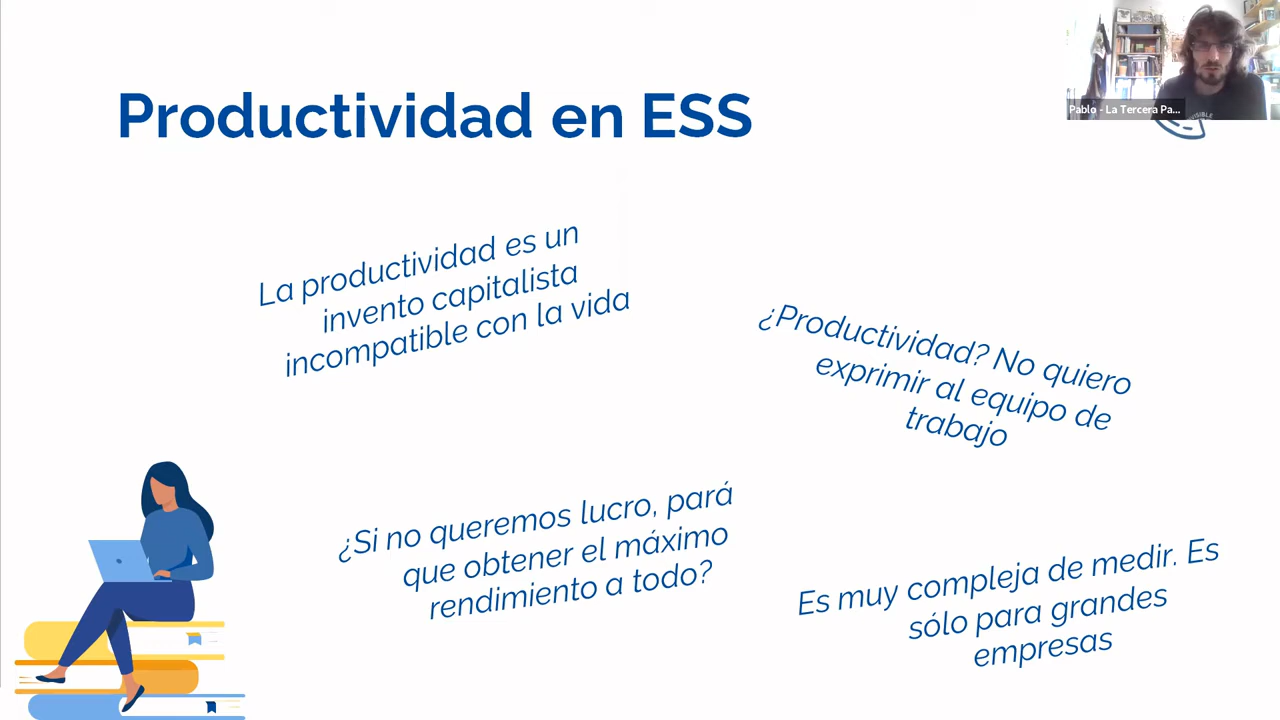 Productividad en ESS
Pablo - La Tercera Pa...
La productividad es un
invento capitalista
incompatible con la vida
¿Productividad? No quiero
exprimir al equipo de
trabajo
¿Si no queremos lucro, pará
que obtener el máximo
rendimiento a todo?
Es muy compleja de medir. Es
sólo para grandes
empresas